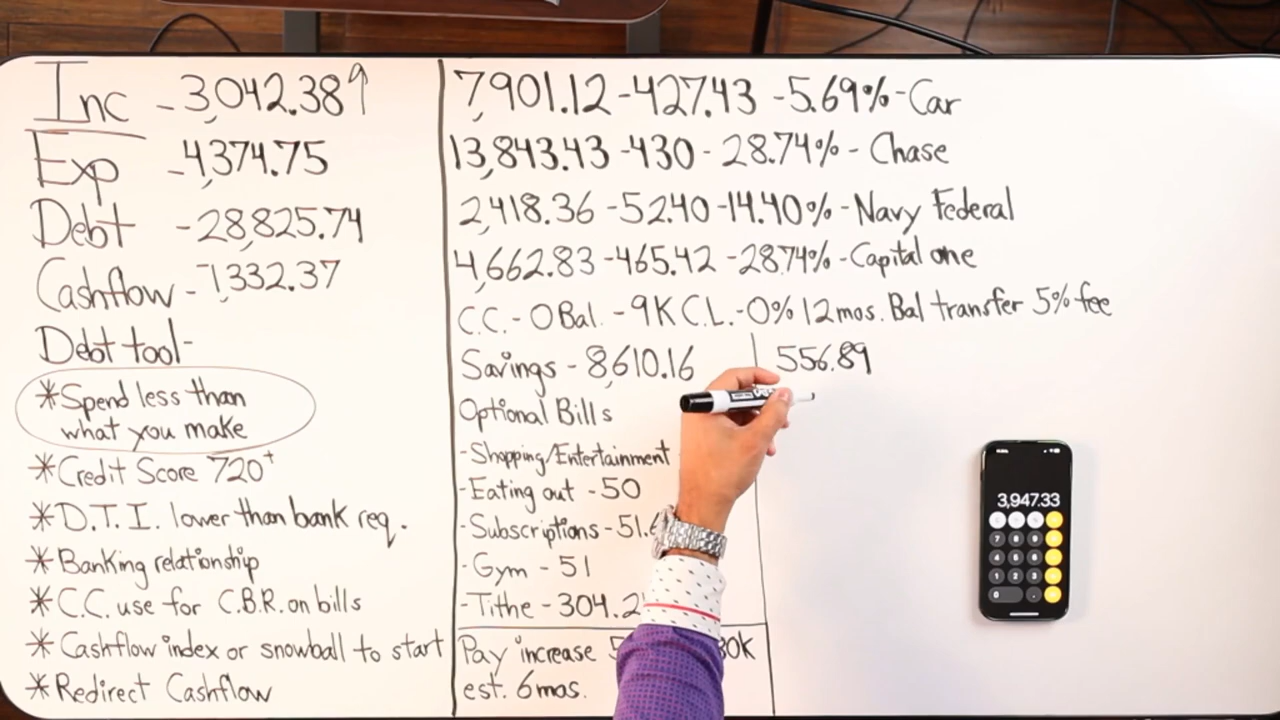 Inc - 3,042.38
Exp - 4,374.75
Debt - 28,825.74
Cashflow - -1,332.37
Debt tool-
*Spend less than
what you make
*Credit Score 720+
*D.T.I. lower than bank req.
*Banking relationship
*C.C. use for C.B.R. on bills
*Cashflow index or snowball to start
*Redirect Cashflow
7,901.12 - 427.43 - 5.69% - Car
13,843.43 - 430 - 28.74% - Chase
2,418.36 - 52.40 - 14.40% - Navy Federal
4,662.83 - 465.42 - 28.74% - Capital one
C.C. - 0 Bal. - 9K C.L. - 0% 12mos. Bal transfer 5% fee
Savings - 8,610.16
Optional Bills
-Shopping/Entertainment
-Eating out - 50
-Subscriptions - 51.
-Gym - 51
-Tithe - 304.2
Pay increase
est. 6mos.
556.89
3,947.33